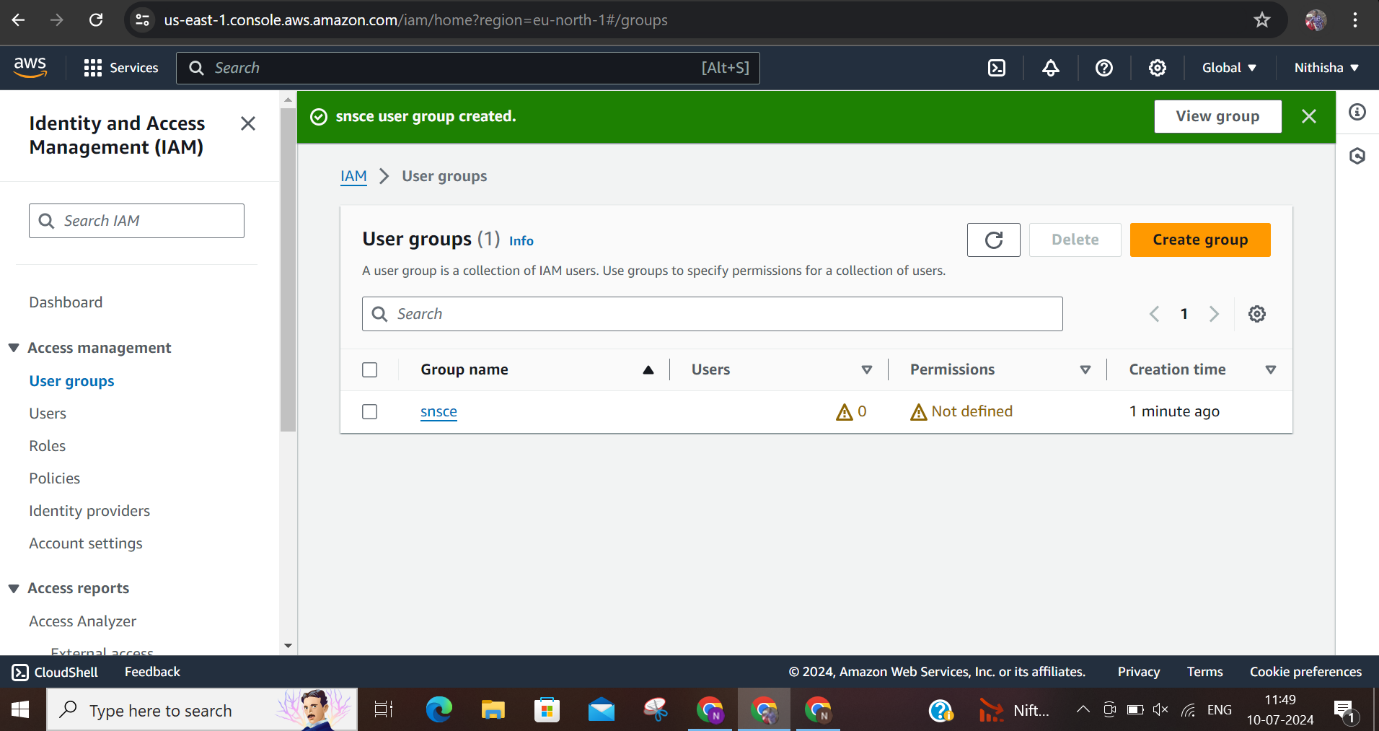 us-east-1.console.aws.amazon.com/iam/home?region=eu-north-1#/groups
aws
Services
Search
[Alt+S]
Global
Nithisha
Identity and Access
Management (IAM)
Search IAM
Dashboard
Access management
User groups
Users
Roles
Policies
Identity providers
Account settings
Access reports
Access Analyzer
External access
snsce user group created.
View group
IAM
User groups
User groups (1) Info
Delete
Create group
A user group is a collection of IAM users. Use groups to specify permissions for a collection of users.
Search
1
Group name
Users
Permissions
Creation time
snsce
0
Not defined
1 minute ago
CloudShell
Feedback
© 2024, Amazon Web Services, Inc. or its affiliates.
Privacy
Terms
Cookie preferences
Type here to search
N
N
Nift...
ENG
11:49
10-07-2024
1